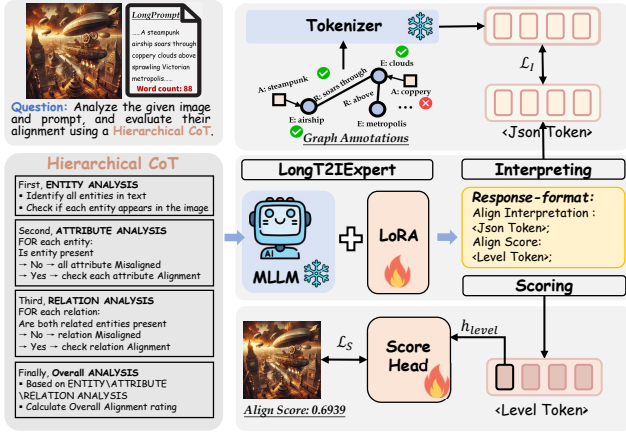 LongPrompt
.....A steampunk
airship soars through
coppery clouds above
sprawling Victorian
metropolis.....
Word count: 88
Question: Analyze the given
image and prompt, and evaluate their
alignment using a Hierarchical CoT.
Tokenizer
A: steampunk
E: clouds
R: soars through
A: coppery
R: above
...
E: airship
E: metropolis
Graph Annotations
ℒ_I
<Json Token>
Hierarchical CoT
First, ENTITY ANALYSIS
▪ Identify all entities in text
▪ Check if each entity appears in the image
Second, ATTRIBUTE ANALYSIS
FOR each entity:
Is entity present
→ No → all attribute Misaligned
→ Yes → check each attribute Alignment
Third, RELATION ANALYSIS
FOR each relation:
Are both related entities present
→ No → relation Misaligned
→ Yes → check relation Alignment
Finally, Overall ANALYSIS
▪ Based on ENTITY\ATTRIBUTE
\RELATION ANALYSIS
▪ Calculate Overall Alignment rating
LongT2IExpert
AI
MLLM
LoRA
Interpreting
Response-format:
Align Interpretation :
<Json Token>;
Align Score:
<Level Token>;
Scoring
ℒ_S
Score
Head
h_level
Align Score: 0.6939
<Level Token>